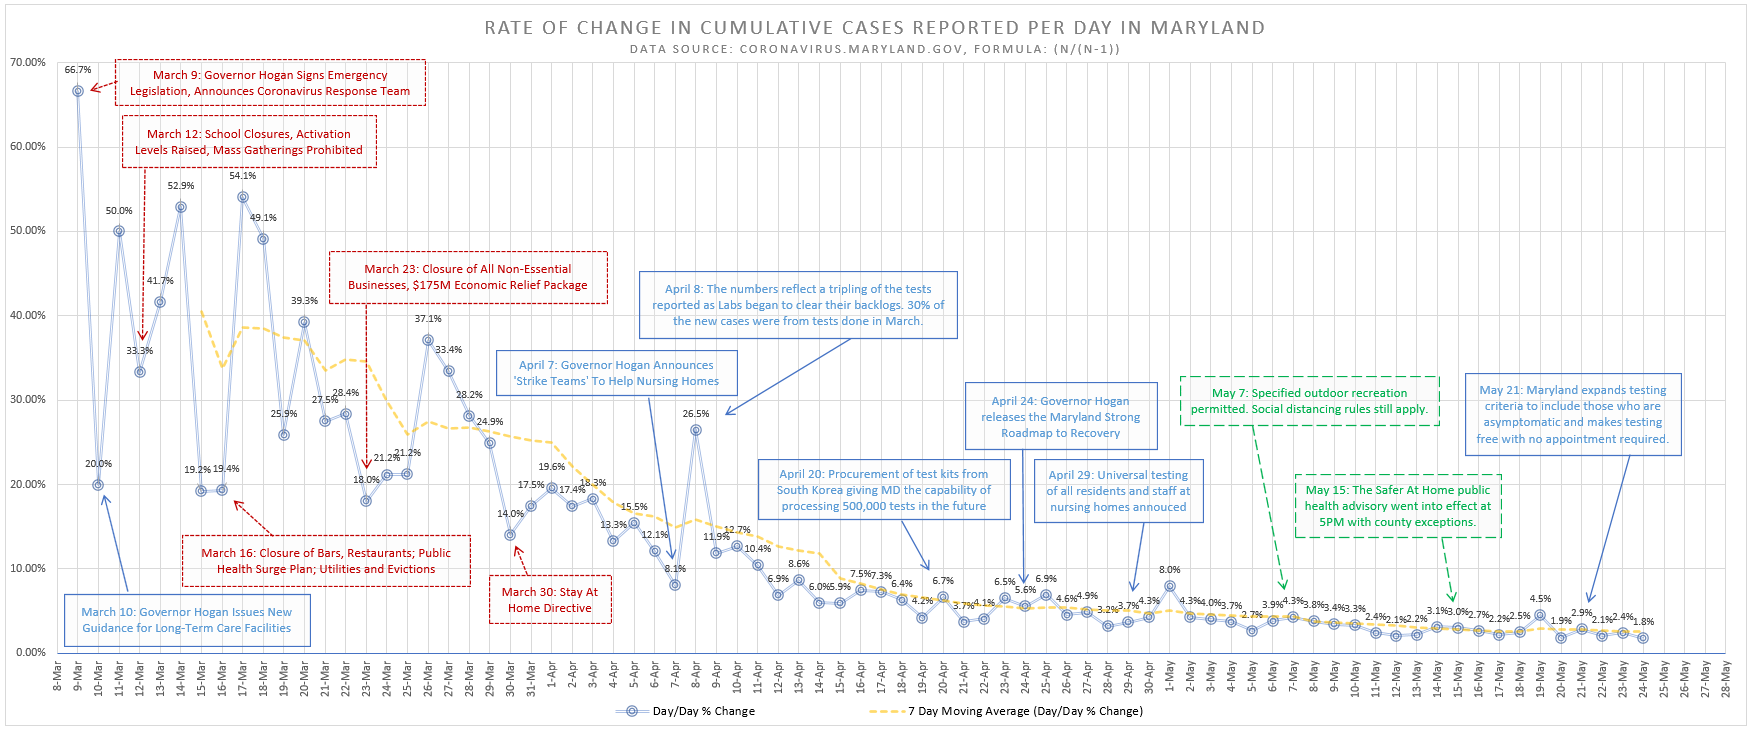 RATE OF CHANGE IN CUMULATIVE CASES REPORTED PER DAY IN MARYLAND
DATA SOURCE: CORONAVIRUS.MARYLAND.GOV, FORMULA: (N/(N-1))
70.00%
60.00%
50.00%
40.00%
30.00%
20.00%
10.00%
0.00%
March 9: Governor Hogan Signs Emergency
Legislation, Announces Coronavirus Response Team
March 12: School Closures, Activation
Levels Raised, Mass Gatherings Prohibited
March 23: Closure of All Non-Essential
Businesses, $175M Economic Relief Package
April 8: The numbers reflect a tripling of the tests
reported as Labs began to clear their backlogs. 30% of
the new cases were from tests done in March.
April 7: Governor Hogan Announces
'Strike Teams' To Help Nursing Homes
April 24: Governor Hogan
releases the Maryland Strong
Roadmap to Recovery
May 7: Specified outdoor recreation
permitted. Social distancing rules still apply.
May 21: Maryland expands testing
criteria to include those who are
asymptomatic and makes testing
free with no appointment required.
April 20: Procurement of test kits from
South Korea giving MD the capability of
processing 500,000 tests in the future
April 29: Universal testing
of all residents and staff at
nursing homes annouced
May 15: The Safer At Home public
health advisory went into effect at
5PM with county exceptions.
March 16: Closure of Bars, Restaurants; Public
Health Surge Plan; Utilities and Evictions
March 30: Stay At
Home Directive
March 10: Governor Hogan Issues New
Guidance for Long-Term Care Facilities
66.7%
20.0%
50.0%
33.3%
41.7%
52.9%
19.2%
19.4%
54.1%
49.1%
25.9%
39.3%
27.5%
28.4%
18.0%
21.2%
21.2%
37.1%
33.4%
28.2%
24.9%
14.0%
17.5%
19.6%
17.4%
18.3%
13.3%
15.5%
12.1%
8.1%
26.5%
11.9%
12.7%
10.4%
6.9%
8.6%
6.0%
5.9%
7.5%
7.3%
6.4%
4.2%
6.7%
3.7%
4.1%
6.5%
5.6%
6.9%
4.6%
4.9%
3.2%
3.7%
4.3%
8.0%
4.3%
4.0%
3.7%
2.7%
3.9%
4.3%
3.8%
3.4%
3.3%
2.4%
2.1%
2.2%
3.1%
3.0%
2.7%
2.2%
2.5%
4.5%
1.9%
2.9%
2.1%
2.4%
1.8%
8-Mar
9-Mar
10-Mar
11-Mar
12-Mar
13-Mar
14-Mar
15-Mar
16-Mar
17-Mar
18-Mar
19-Mar
20-Mar
21-Mar
22-Mar
23-Mar
24-Mar
25-Mar
26-Mar
27-Mar
28-Mar
29-Mar
30-Mar
31-Mar
1-Apr
2-Apr
3-Apr
4-Apr
5-Apr
6-Apr
7-Apr
8-Apr
9-Apr
10-Apr
11-Apr
12-Apr
13-Apr
14-Apr
15-Apr
16-Apr
17-Apr
18-Apr
19-Apr
20-Apr
21-Apr
22-Apr
23-Apr
24-Apr
25-Apr
26-Apr
27-Apr
28-Apr
29-Apr
30-Apr
1-May
2-May
3-May
4-May
5-May
6-May
7-May
8-May
9-May
10-May
11-May
12-May
13-May
14-May
15-May
16-May
17-May
18-May
19-May
20-May
21-May
22-May
23-May
24-May
25-May
26-May
27-May
28-May
Day/Day % Change
7 Day Moving Average (Day/Day % Change)